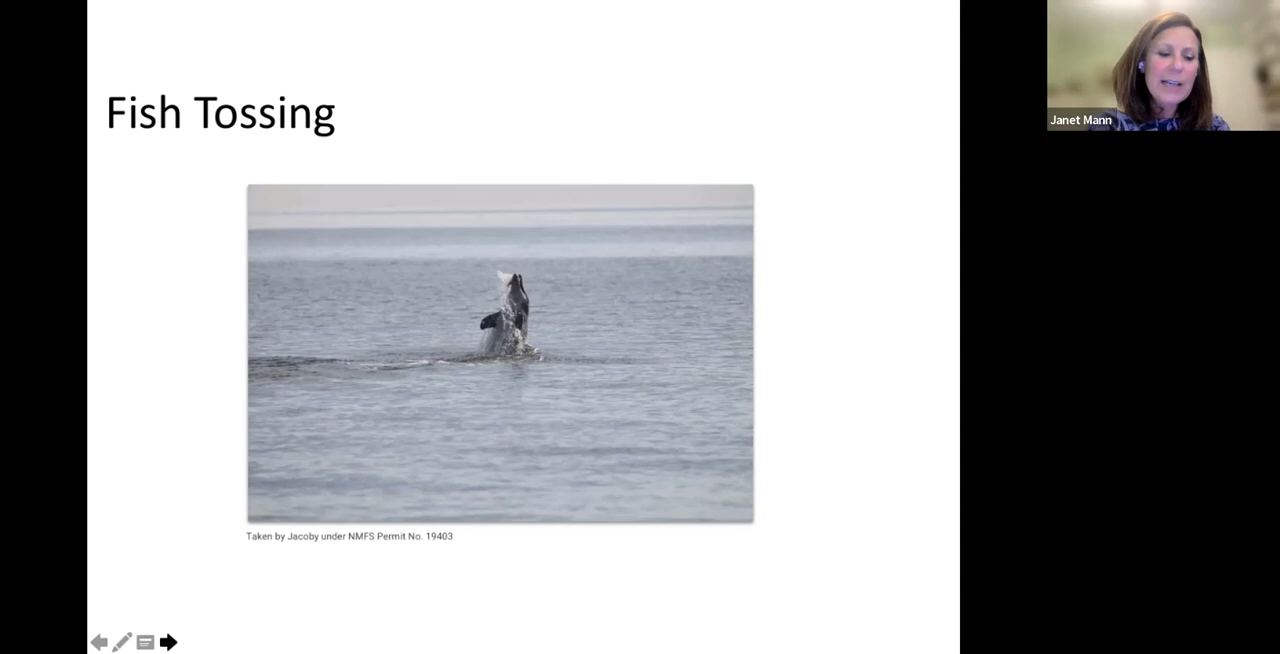 Fish Tossing
Janet Mann
Taken by Jacoby under NMFS Permit No. 19403